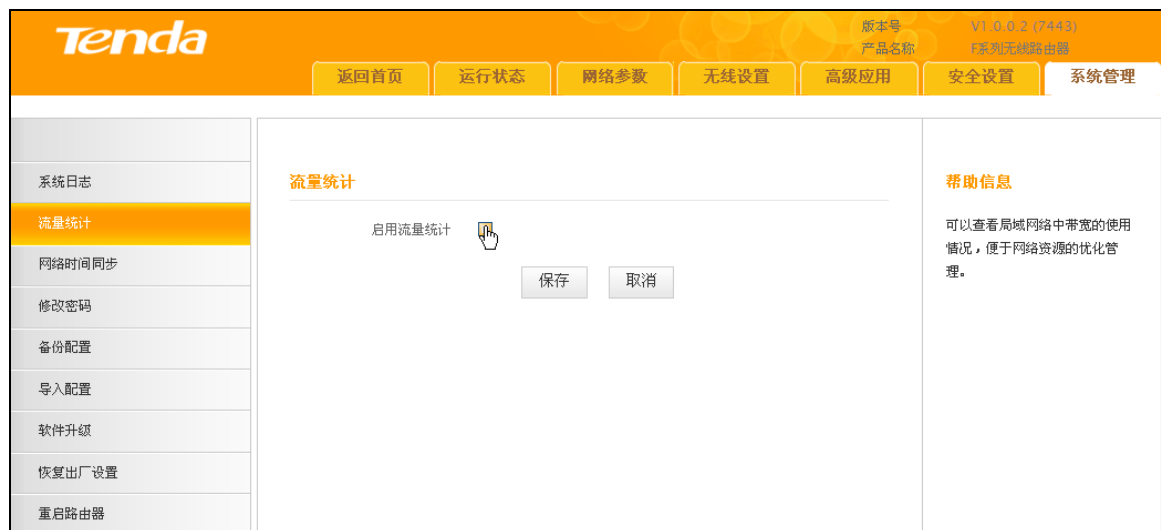 Tenda
版本号 V1.0.0.2 (7443)
产品名称 F系列无线路由器
返回首页 运行状态 网络参数 无线设置 高级应用 安全设置 系统管理
系统日志
流量统计
网络时间同步
修改密码
备份配置
导入配置
软件升级
恢复出厂设置
重启路由器
流量统计
启用流量统计
保存 取消
帮助信息
可以查看局域网络中带宽的使用
情况，便于网络资源的优化管
理。